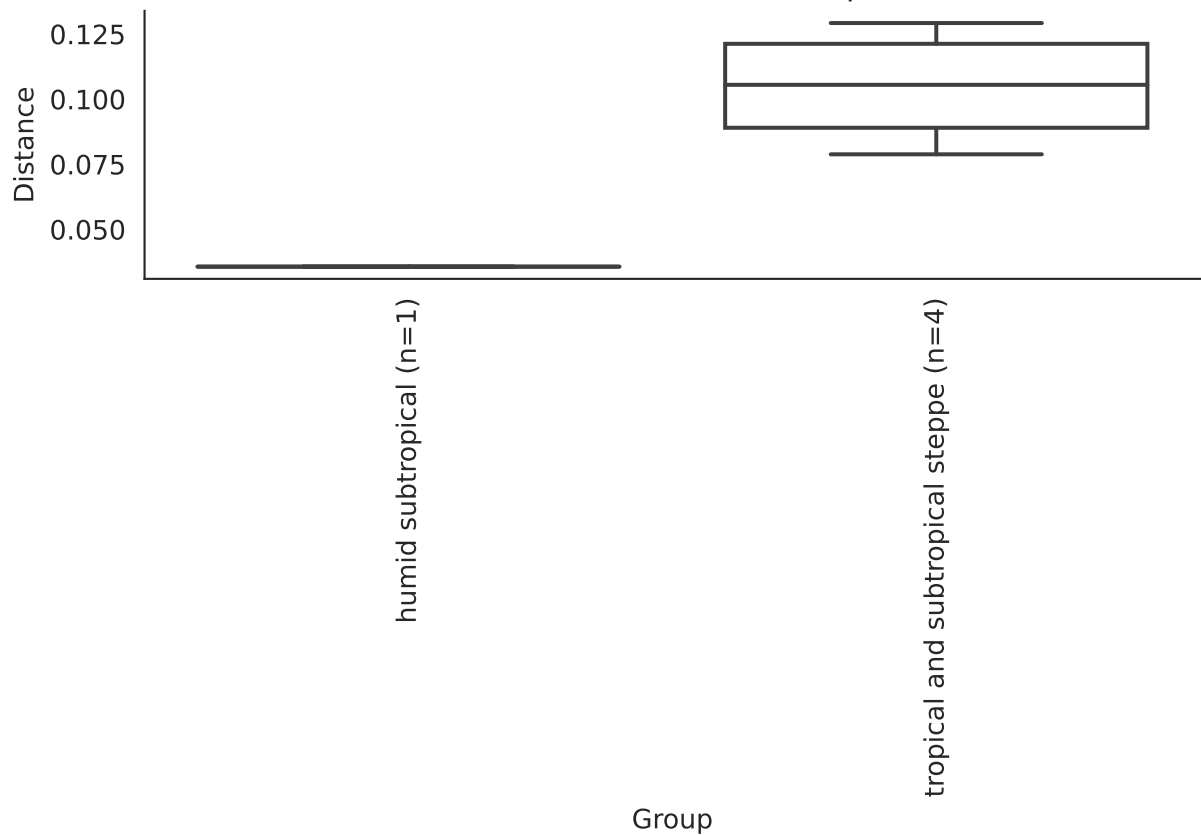 0.125
0.100
0.075
0.050
Distance
humid subtropical (n=1)
tropical and subtropical steppe (n=4)
Group